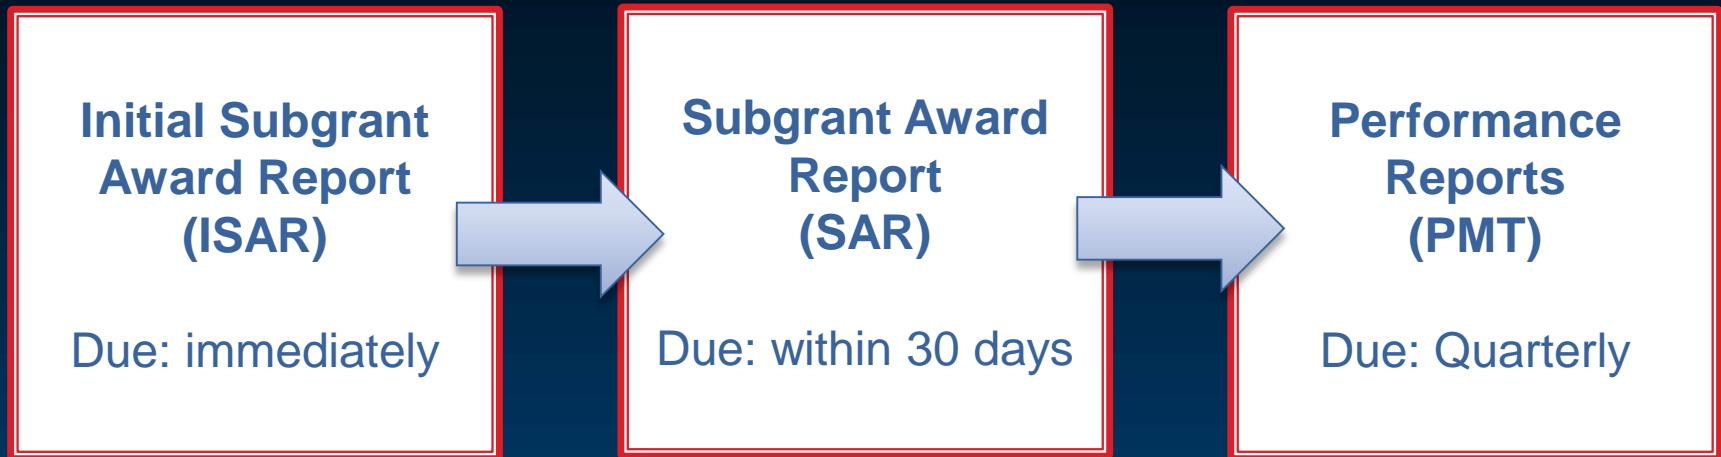 Initial Subgrant
Award Report
(ISAR)
Due: immediately
Subgrant Award
Report
(SAR)
Due: within 30 days
Performance
Reports
(PMT)
Due: Quarterly